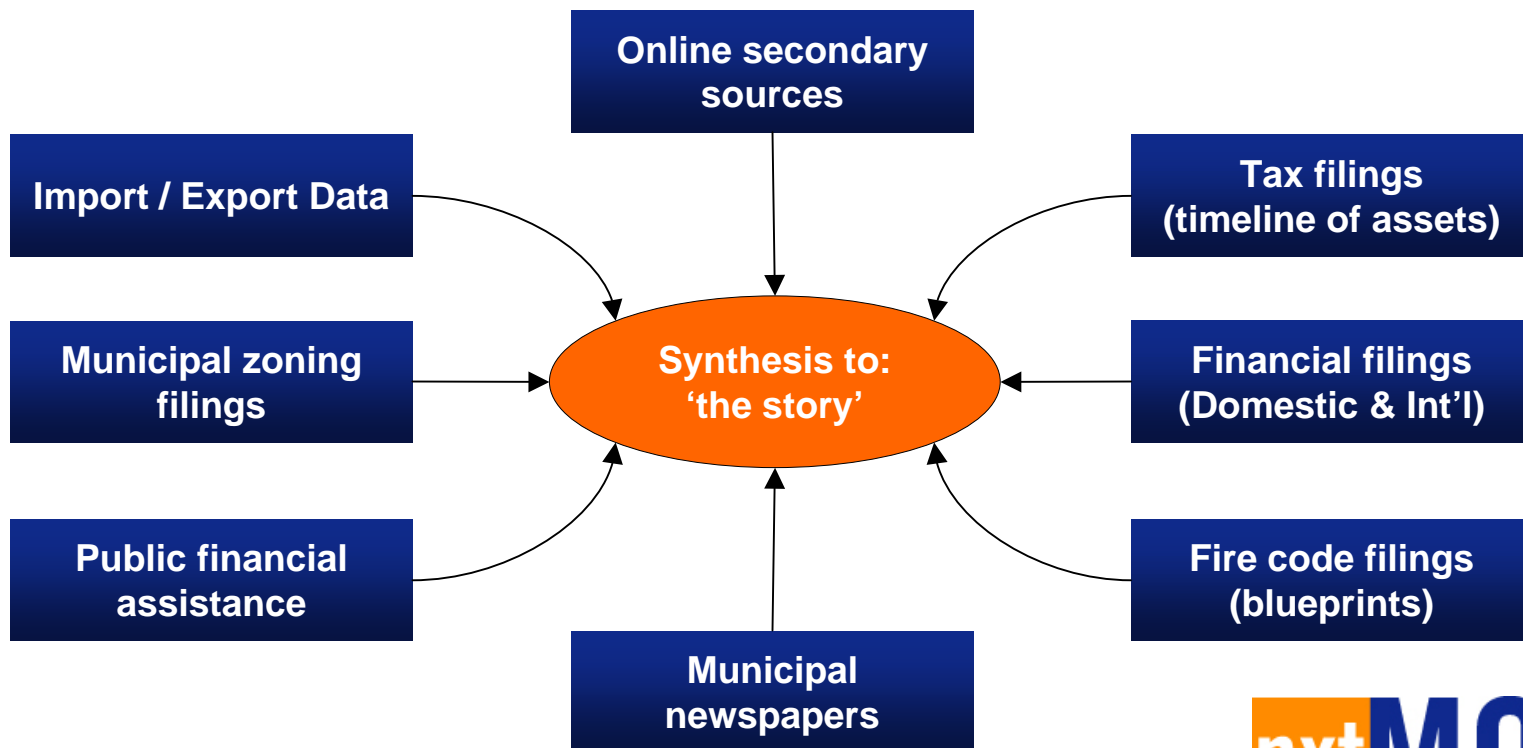 Online secondary
sources
Import / Export Data
Tax filings
(timeline of assets)
Municipal zoning
filings
Synthesis to:
‘the story’
Financial filings
(Domestic & Int’l)
Public financial
assistance
Fire code filings
(blueprints)
Municipal
newspapers
nxtMO